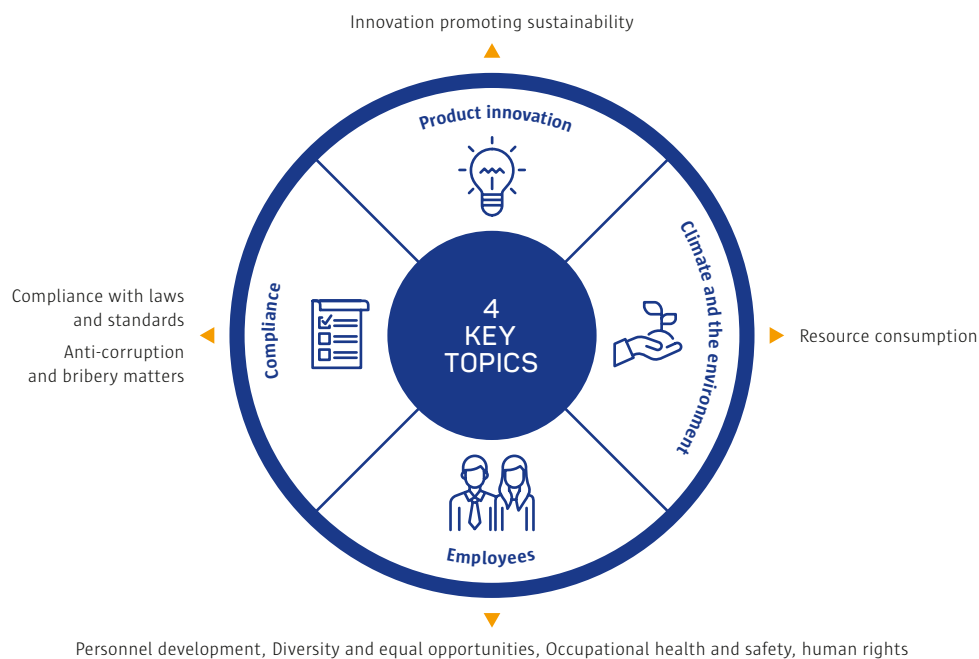 Innovation promoting sustainability
Product innovation
Climate and the environment
4
KEY
TOPICS
Compliance
Compliance with laws
and standards
Anti-corruption
and bribery matters
Resource consumption
Employees
Personnel development, Diversity and equal opportunities, Occupational health and safety, human rights